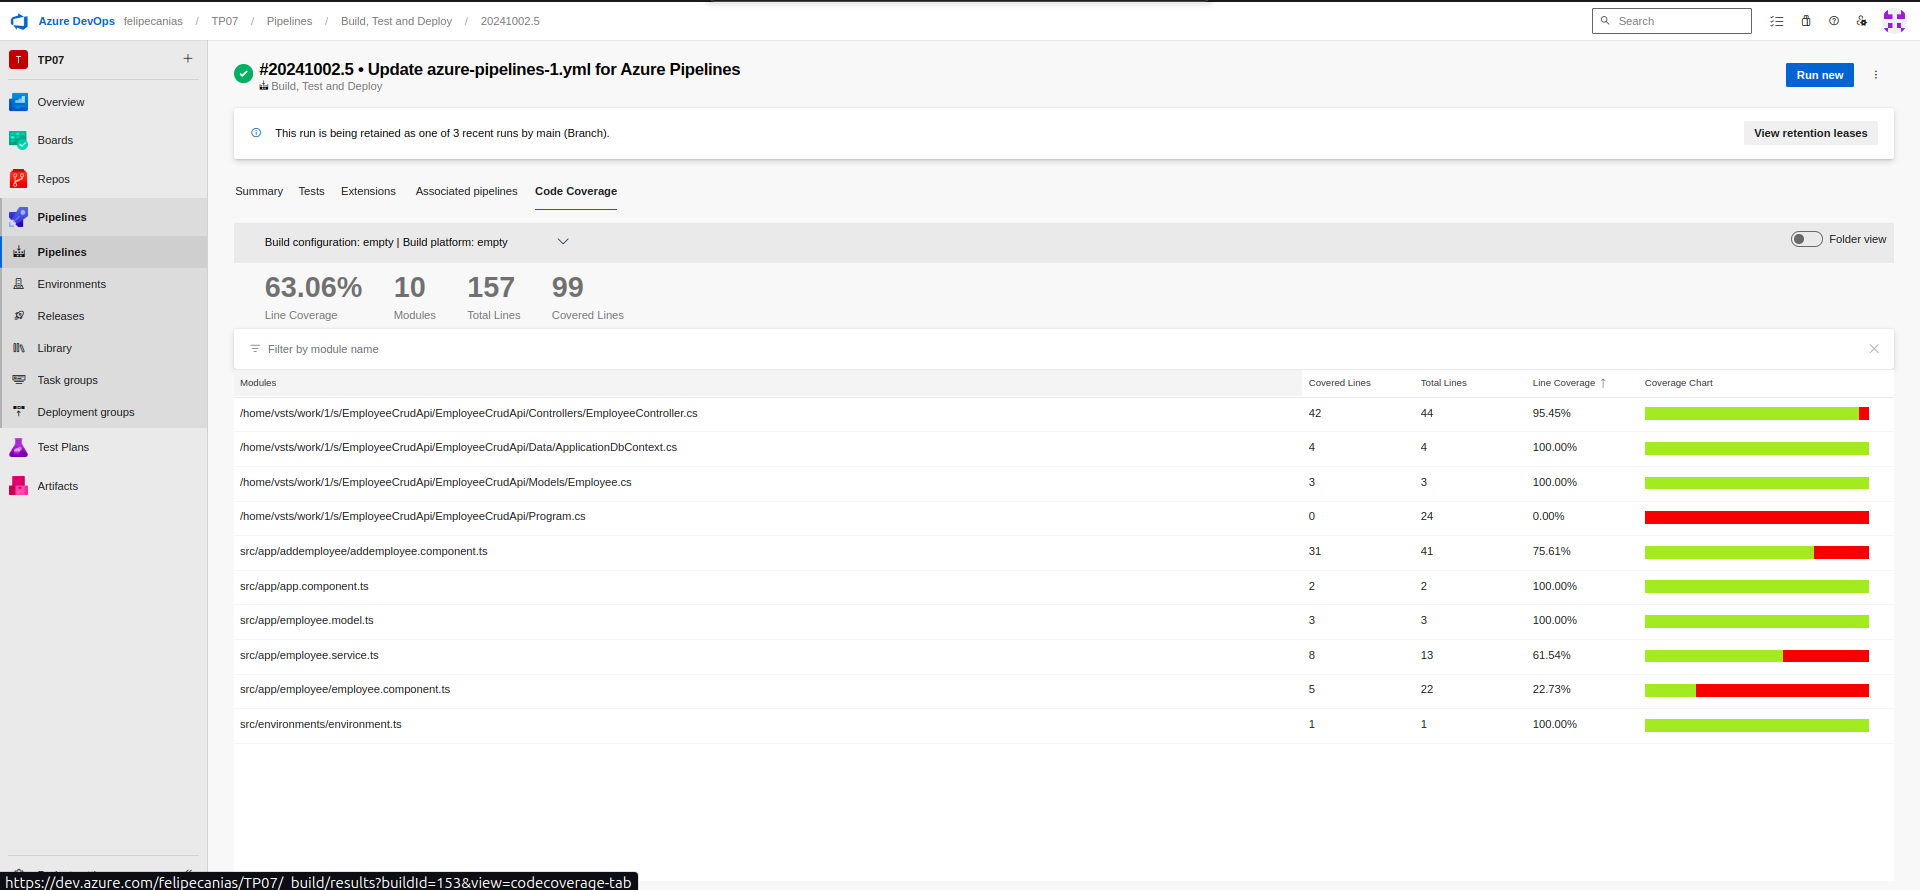 Azure DevOps felipecanias / TP07 / Pipelines / Build, Test and Deploy / 20241002.5
Search
T TP07 +
Overview
Boards
Repos
Pipelines
Pipelines
Environments
Releases
Library
Task groups
Deployment groups
Test Plans
Artifacts
#20241002.5 • Update azure-pipelines-1.yml for Azure Pipelines
Build, Test and Deploy
Run new
This run is being retained as one of 3 recent runs by main (Branch).
View retention leases
Summary Tests Extensions Associated pipelines Code Coverage
Build configuration: empty | Build platform: empty
Folder view
63.06% 10 157 99
Line Coverage Modules Total Lines Covered Lines
Filter by module name
Modules Covered Lines Total Lines Line Coverage ↑ Coverage Chart
/home/vsts/work/1/s/EmployeeCrudApi/EmployeeCrudApi/Controllers/EmployeeController.cs 42 44 95.45%
/home/vsts/work/1/s/EmployeeCrudApi/EmployeeCrudApi/Data/ApplicationDbContext.cs 4 4 100.00%
/home/vsts/work/1/s/EmployeeCrudApi/EmployeeCrudApi/Models/Employee.cs 3 3 100.00%
/home/vsts/work/1/s/EmployeeCrudApi/EmployeeCrudApi/Program.cs 0 24 0.00%
src/app/addemployee/addemployee.component.ts 31 41 75.61%
src/app/app.component.ts 2 2 100.00%
src/app/employee.model.ts 3 3 100.00%
src/app/employee.service.ts 8 13 61.54%
src/app/employee/employee.component.ts 5 22 22.73%
src/environments/environment.ts 1 1 100.00%
https://dev.azure.com/felipecanias/TP07/_build/results?buildId=153&view=codecoverage-tab